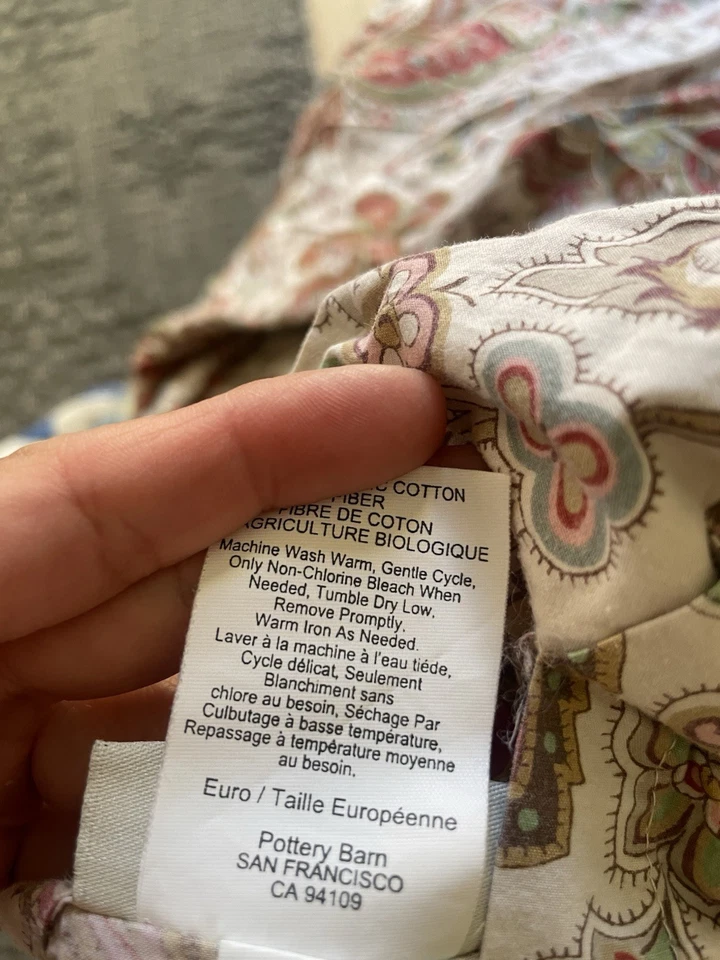 COTTON
FIBER
FIBRE DE COTON
AGRICULTURE BIOLOGIQUE
Machine Wash Warm, Gentle Cycle,
Only Non-Chlorine Bleach When
Needed, Tumble Dry Low.
Remove Promptly.
Warm Iron As Needed.
Laver à la machine à l'eau tiéde,
Cycle délicat, Seulement
Blanchiment sans
chlore au besoin, Séchage Par
Culbutage à basse température,
Repassage à température moyenne
au besoin.
Euro / Taille Européenne
Pottery Barn
SAN FRANCISCO
CA 94109